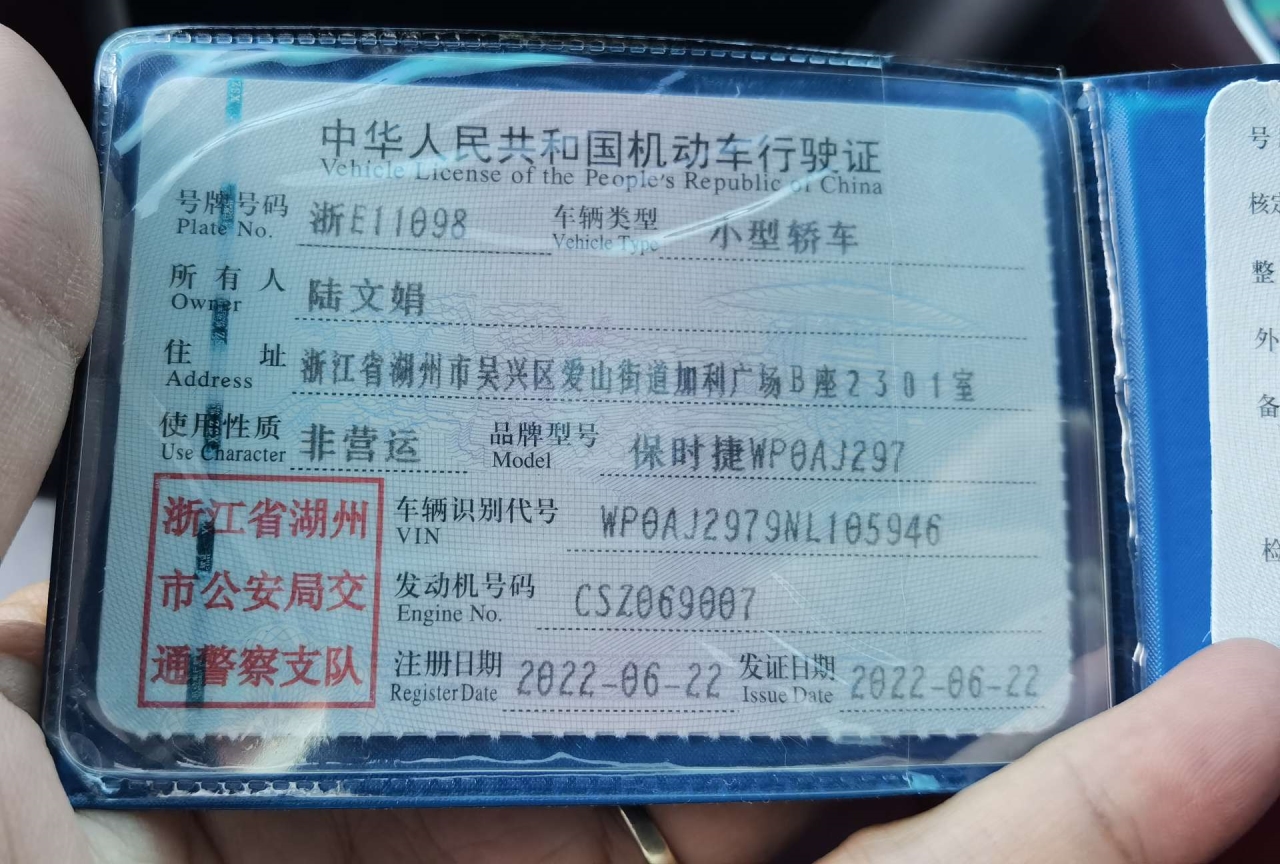 中华人民共和国机动车行驶证
Vehicle License of the People's Republic of China
号牌号码 浙E11098 车辆类型 小型轿车
Plate No. Vehicle Type
所有人 陆文娟
Owner
住址 浙江省湖州市吴兴区爱山街道加利广场B座2301室
Address
使用性质 非营运 品牌型号 保时捷WP0AJ297
Use Character Model
浙江省湖州
市公安局交
通警察支队
车辆识别代号 WP0AJ2979NL105946
VIN
发动机号码 CSZ069007
Engine No.
注册日期 2022-06-22 发证日期 2022-06-22
Register Date Issue Date
号
核定
整
外
备
检